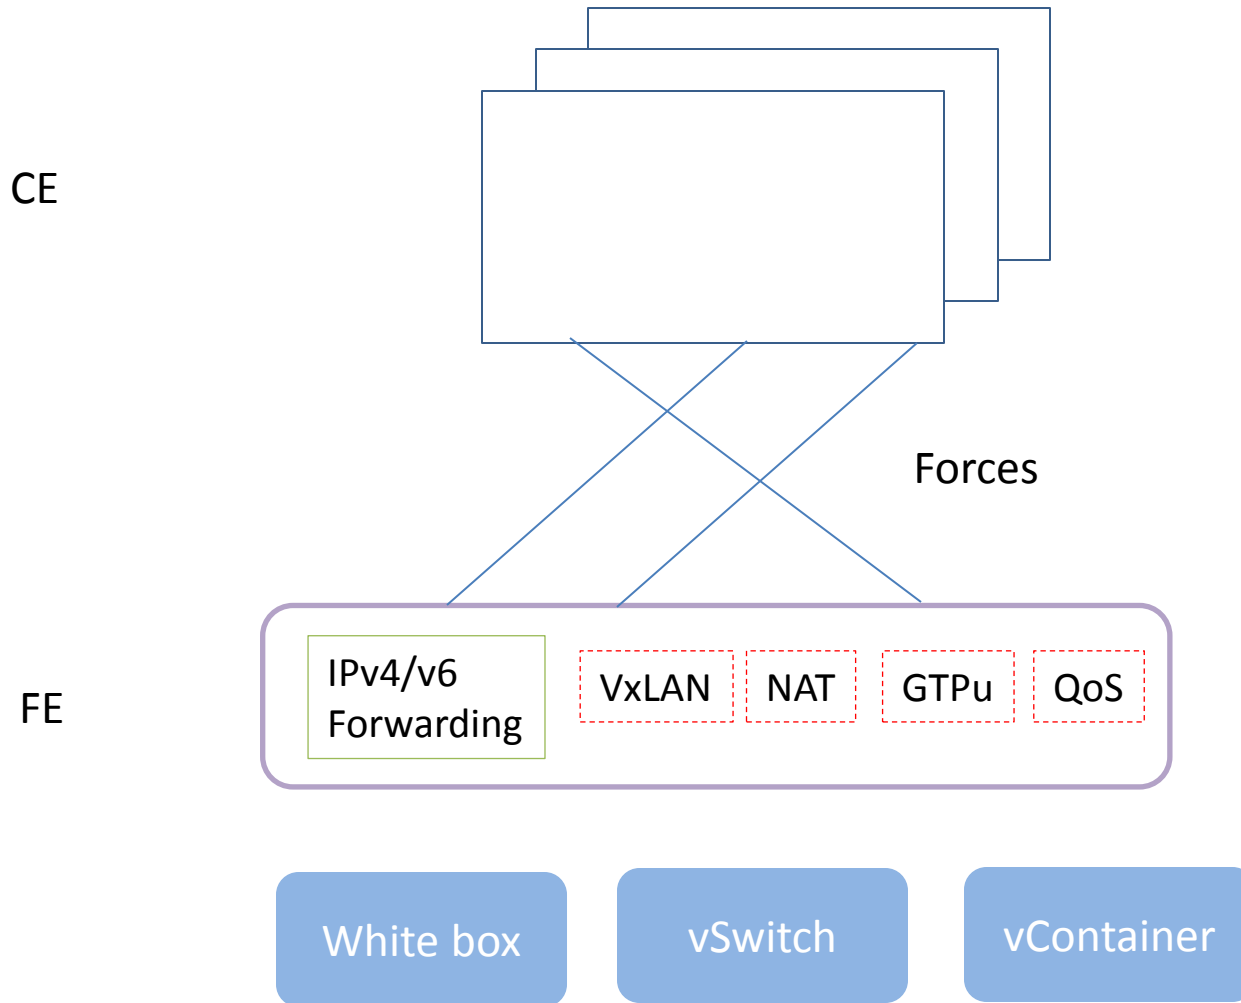 CE
Forces
FE
IPv4/v6
Forwarding
VxLAN
NAT
GTPu
QoS
White box
vSwitch
vContainer